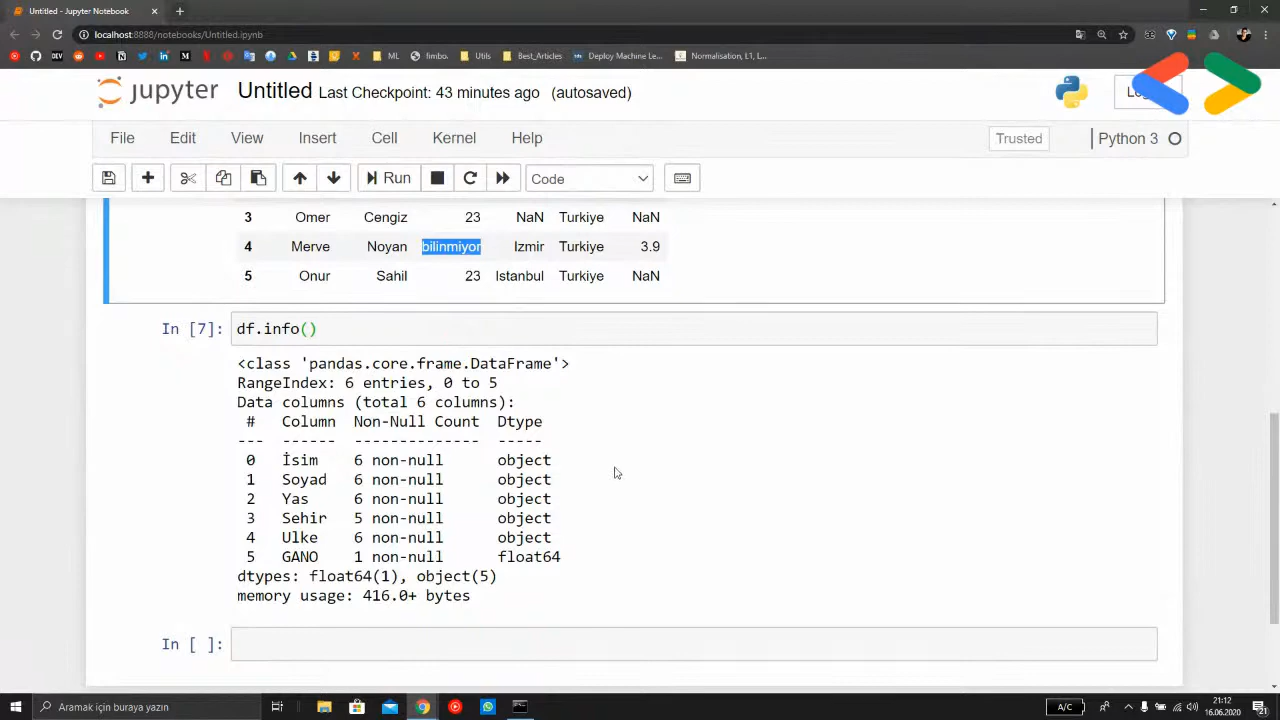 Untitled - Jupyter Notebook
localhost:8888/notebooks/Untitled.ipynb
ML
fimbo.
Utils
Best_Articles
Deploy Machine Le...
Normalisation, L1, L...
jupyter Untitled Last Checkpoint: 43 minutes ago (autosaved)
File Edit View Insert Cell Kernel Help Trusted Python 3
Run Code
3 Omer Cengiz 23 NaN Turkiye NaN
4 Merve Noyan bilinmiyor Izmir Turkiye 3.9
5 Onur Sahil 23 Istanbul Turkiye NaN
In [7]: df.info()
<class 'pandas.core.frame.DataFrame'>
RangeIndex: 6 entries, 0 to 5
Data columns (total 6 columns):
# Column Non-Null Count Dtype
--- ------ -------------- -----
0 İsim 6 non-null object
1 Soyad 6 non-null object
2 Yas 6 non-null object
3 Sehir 5 non-null object
4 Ulke 6 non-null object
5 GANO 1 non-null float64
dtypes: float64(1), object(5)
memory usage: 416.0+ bytes
In [ ]:
Aramak için buraya yazın
A/C
21:12
16.06.2020